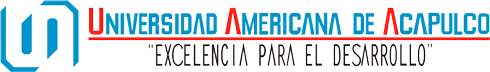 Universidad Americana de Acapulco
"EXCELENCIA PARA EL DESARROLLO"